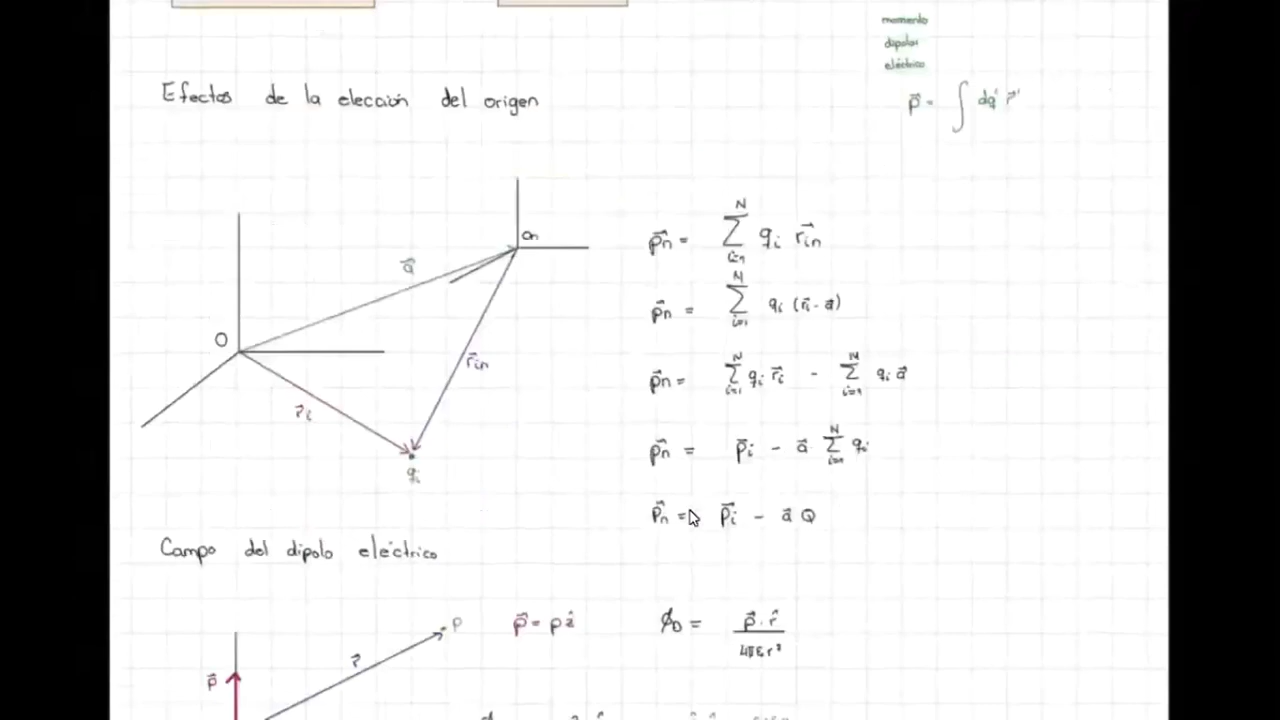 momento
dipolar
eléctrico
p⃗ = ∫ dq' r⃗'
Efectos de la elección del origen
On
a⃗
O
r⃗in
r⃗i
qi
p⃗n = Σ_{i=1}^{N} qi r⃗in
p⃗n = Σ_{i=1}^{N} qi (r⃗i - a⃗)
p⃗n = Σ_{i=1}^{N} qi r⃗i - Σ_{i=1}^{N} qi a⃗
p⃗n = p⃗i - a⃗ Σ_{i=1}^{N} qi
p⃗n = p⃗i - a⃗ Q
Campo del dipolo eléctrico
P
r⃗
p⃗
p⃗ = p ẑ
ϕD = p⃗ · r̂ / 4πε r²